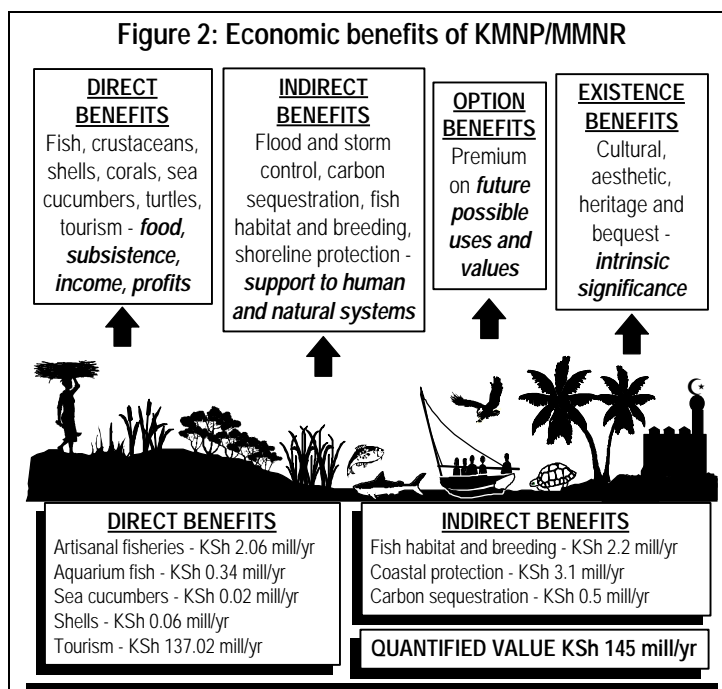 Figure 2: Economic benefits of KMNP/MMNR
DIRECT
BENEFITS
Fish, crustaceans,
shells, corals, sea
cucumbers, turtles,
tourism - food,
subsistence,
income, profits
INDIRECT
BENEFITS
Flood and storm
control, carbon
sequestration, fish
habitat and breeding,
shoreline protection -
support to human
and natural systems
OPTION
BENEFITS
Premium
on future
possible
uses and
values
EXISTENCE
BENEFITS
Cultural,
aesthetic,
heritage and
bequest -
intrinsic
significance
DIRECT BENEFITS
Artisanal fisheries - KSh 2.06 mill/yr
Aquarium fish - KSh 0.34 mill/yr
Sea cucumbers - KSh 0.02 mill/yr
Shells - KSh 0.06 mill/yr
Tourism - KSh 137.02 mill/yr
INDIRECT BENEFITS
Fish habitat and breeding - KSh 2.2 mill/yr
Coastal protection - KSh 3.1 mill/yr
Carbon sequestration - KSh 0.5 mill/yr
QUANTIFIED VALUE KSh 145 mill/yr